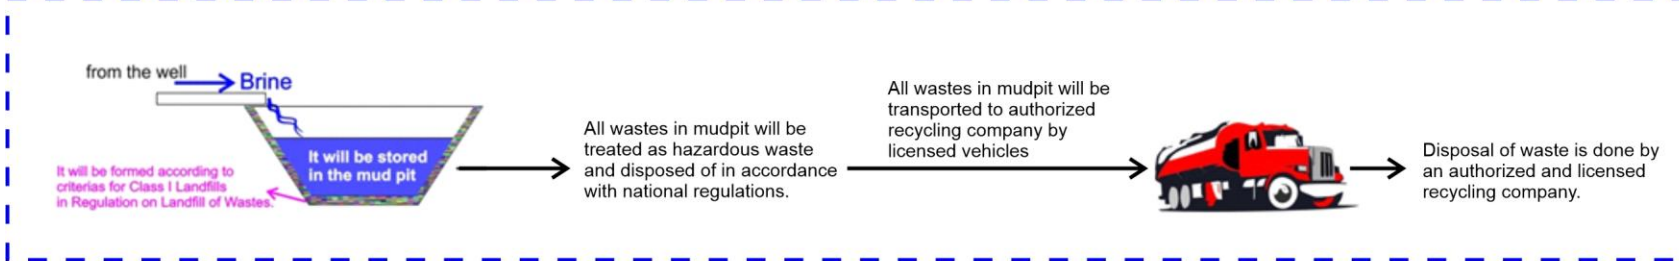 from the well
Brine
It will be stored
in the mud pit
It will be formed according to
criterias for Class I Landfills
in Regulation on Landfill of Wastes.
All wastes in mudpit will be
treated as hazardous waste
and disposed of in accordance
with national regulations.
All wastes in mudpit will be
transported to authorized
recycling company by
licensed vehicles
Disposal of waste is done by
an authorized and licensed
recycling company.